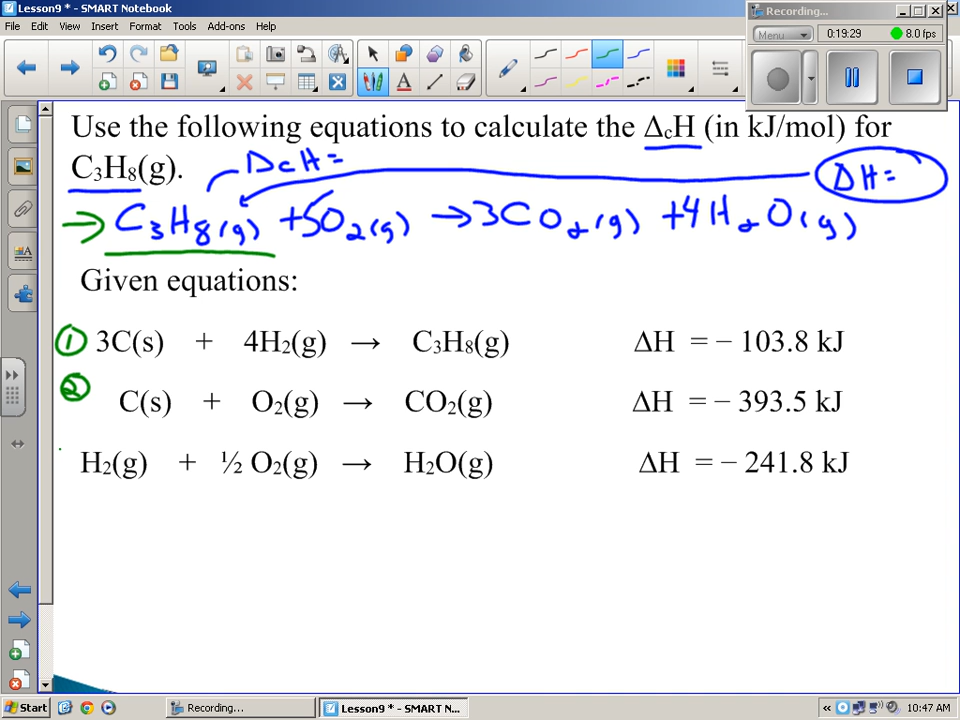 Lesson9 * - SMART Notebook
File Edit View Insert Format Tools Add-ons Help
Recording...
Menu 0:19:29 8.0 fps
Use the following equations to calculate the ΔcH (in kJ/mol) for
C₃H₈(g).
ΔcH =
ΔH =
→ C₃H₈(g) + 5O₂(g) → 3CO₂(g) + 4H₂O(g)
Given equations:
① 3C(s) + 4H₂(g) → C₃H₈(g) ΔH = − 103.8 kJ
② C(s) + O₂(g) → CO₂(g) ΔH = − 393.5 kJ
H₂(g) + ½ O₂(g) → H₂O(g) ΔH = − 241.8 kJ
Start Recording... Lesson9 * - SMART N... « 10:47 AM